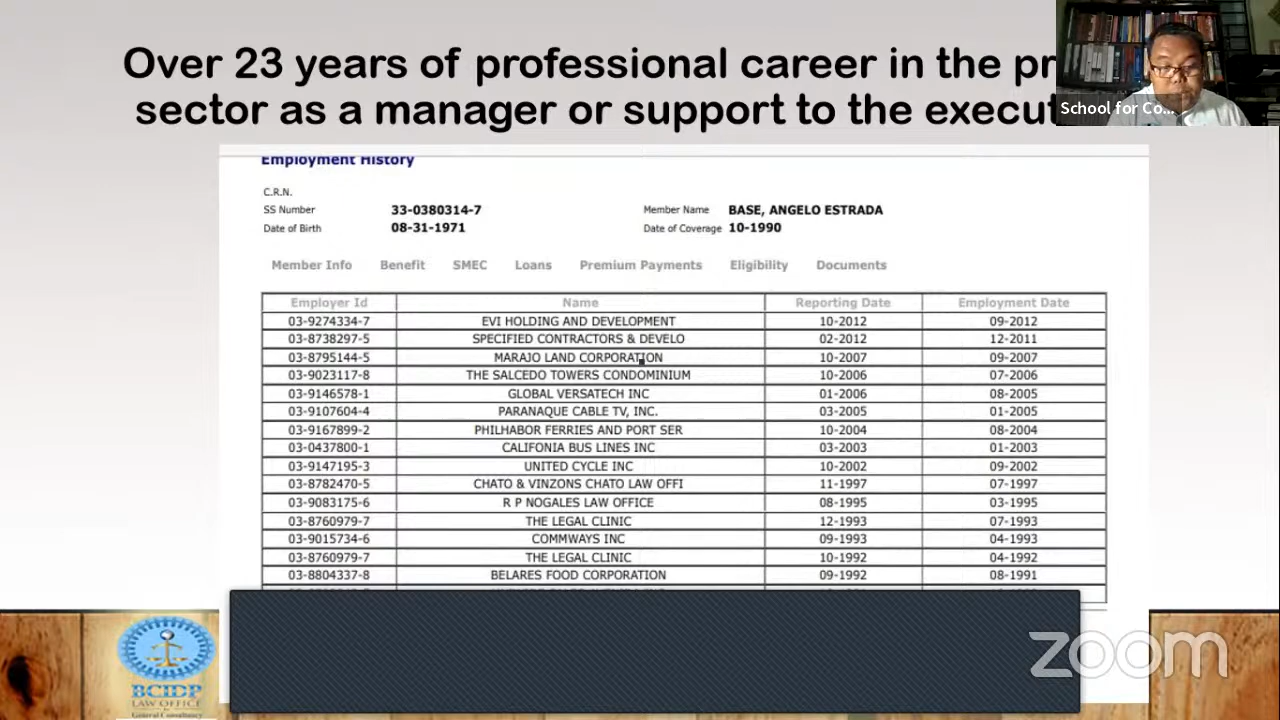 Over 23 years of professional career in the pr
sector as a manager or support to the execut
School for Co...
Employment History
C.R.N.
SS Number 33-0380314-7 Member Name BASE, ANGELO ESTRADA
Date of Birth 08-31-1971 Date of Coverage 10-1990
Member Info Benefit SMEC Loans Premium Payments Eligibility Documents
Employer Id Name Reporting Date Employment Date
03-9274334-7 EVI HOLDING AND DEVELOPMENT 10-2012 09-2012
03-8738297-5 SPECIFIED CONTRACTORS & DEVELO 02-2012 12-2011
03-8795144-5 MARAJO LAND CORPORATION 10-2007 09-2007
03-9023117-8 THE SALCEDO TOWERS CONDOMINIUM 10-2006 07-2006
03-9146578-1 GLOBAL VERSATECH INC 01-2006 08-2005
03-9107604-4 PARANAQUE CABLE TV, INC. 03-2005 01-2005
03-9167899-2 PHILHABOR FERRIES AND PORT SER 10-2004 08-2004
03-0437800-1 CALIFONIA BUS LINES INC 03-2003 01-2003
03-9147195-3 UNITED CYCLE INC 10-2002 09-2002
03-8782470-5 CHATO & VINZONS CHATO LAW OFFI 11-1997 07-1997
03-9083175-6 R P NOGALES LAW OFFICE 08-1995 03-1995
03-8760979-7 THE LEGAL CLINIC 12-1993 07-1993
03-9015734-6 COMMWAYS INC 09-1993 04-1993
03-8760979-7 THE LEGAL CLINIC 10-1992 04-1992
03-8804337-8 BELARES FOOD CORPORATION 09-1992 08-1991
BCIDP
LAW OFFICE
General Consultancy
zoom